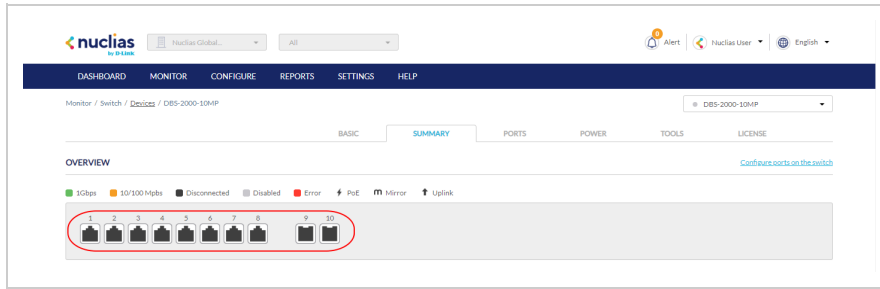 nuclias
by D-Link
Nuclias Global...
All
Alert
Nuclias User
English
DASHBOARD MONITOR CONFIGURE REPORTS SETTINGS HELP
Monitor / Switch / Devices / DBS-2000-10MP
DBS-2000-10MP
BASIC SUMMARY PORTS POWER TOOLS LICENSE
OVERVIEW
Configure ports on the switch
1Gbps 10/100 Mpbs Disconnected Disabled Error PoE Mirror Uplink
1 2 3 4 5 6 7 8 9 10